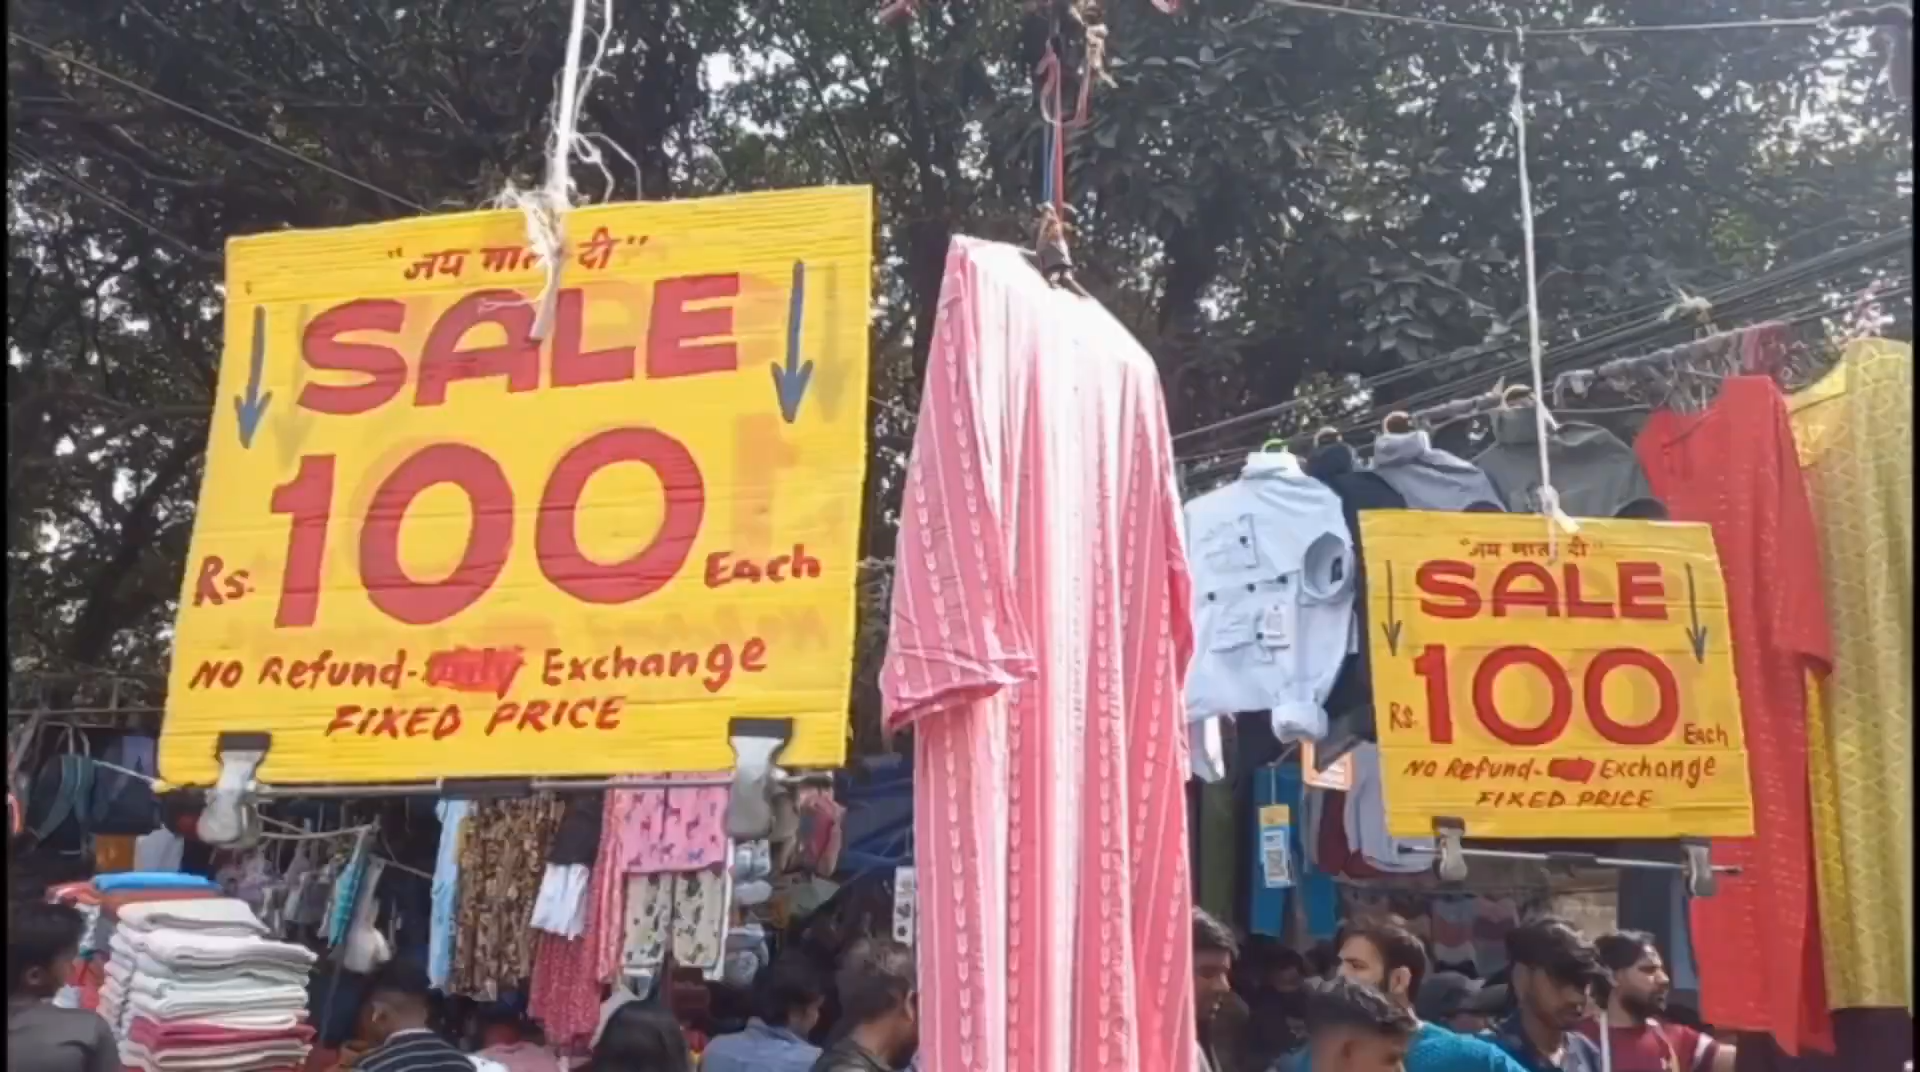 "जय माता दी"
SALE
100
Rs. Each
No Refund- Exchange
FIXED PRICE
"जय माता दी"
SALE
100
Rs. Each
No Refund- Exchange
FIXED PRICE